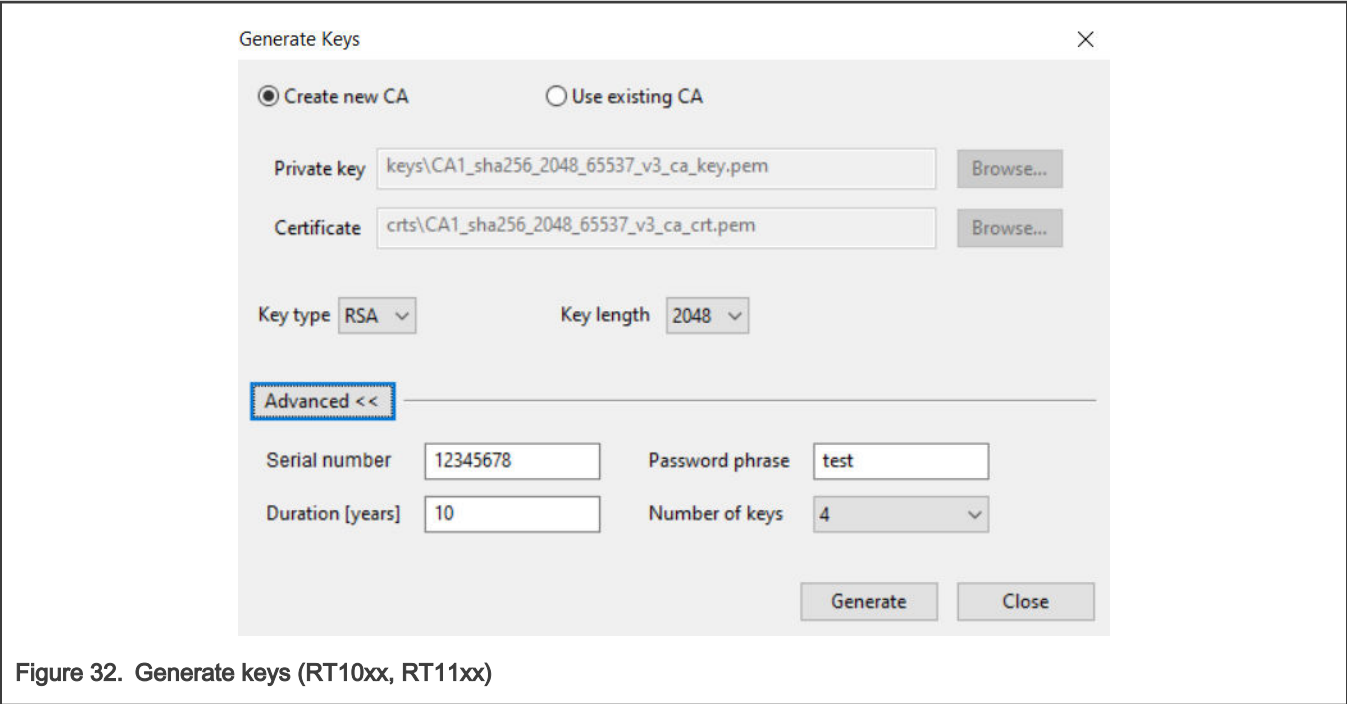 Generate Keys
Create new CA Use existing CA
Private key keys\CA1_sha256_2048_65537_v3_ca_key.pem Browse...
Certificate crts\CA1_sha256_2048_65537_v3_ca_crt.pem Browse...
Key type RSA Key length 2048
Advanced <<
Serial number 12345678 Password phrase test
Duration [years] 10 Number of keys 4
Generate Close
Figure 32. Generate keys (RT10xx, RT11xx)